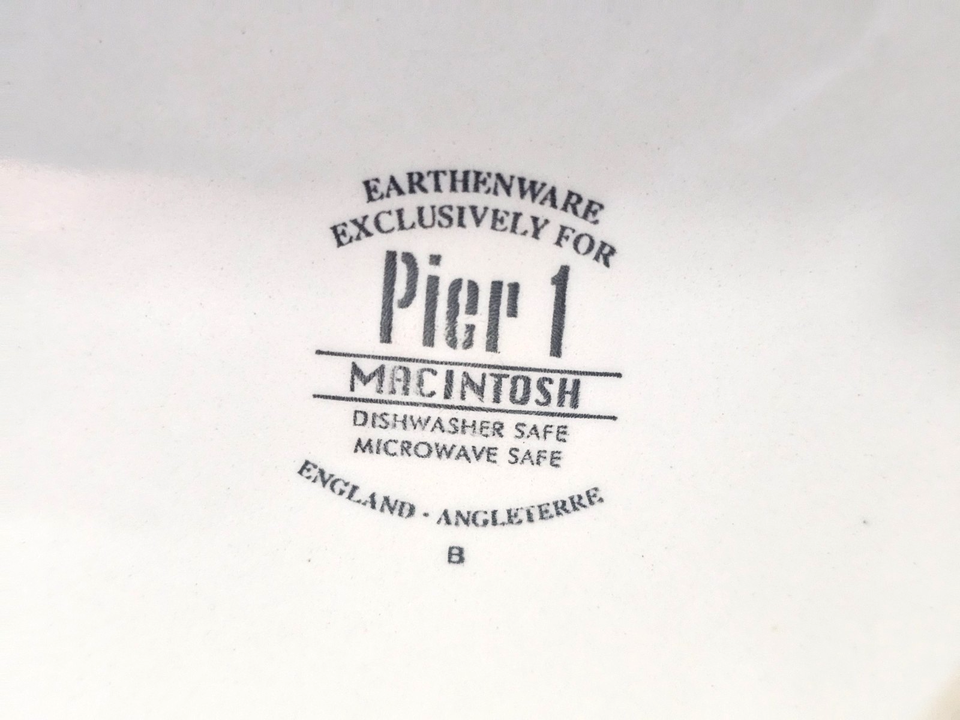 EARTHENWARE
EXCLUSIVELY FOR
Pier 1
MACINTOSH
DISHWASHER SAFE
MICROWAVE SAFE
ENGLAND · ANGLETERRE
B